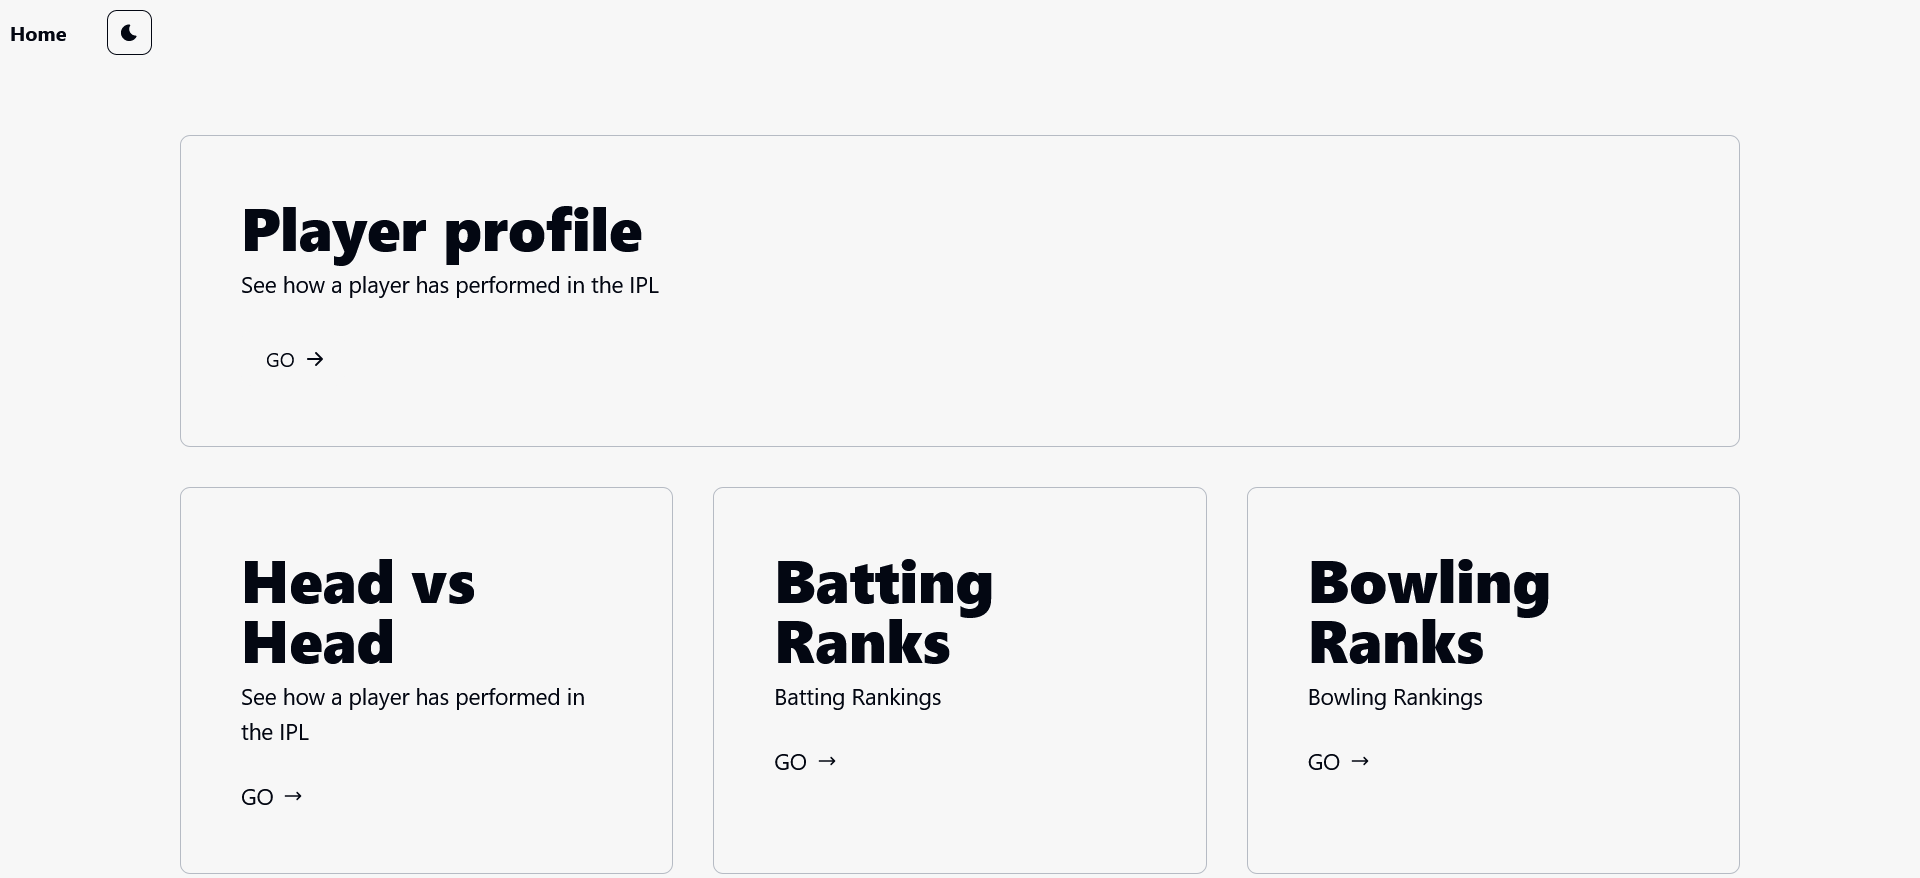 Home
Player profile
See how a player has performed in the IPL
GO →
Head vs
Head
See how a player has performed in
the IPL
GO →
Batting
Ranks
Batting Rankings
GO →
Bowling
Ranks
Bowling Rankings
GO →